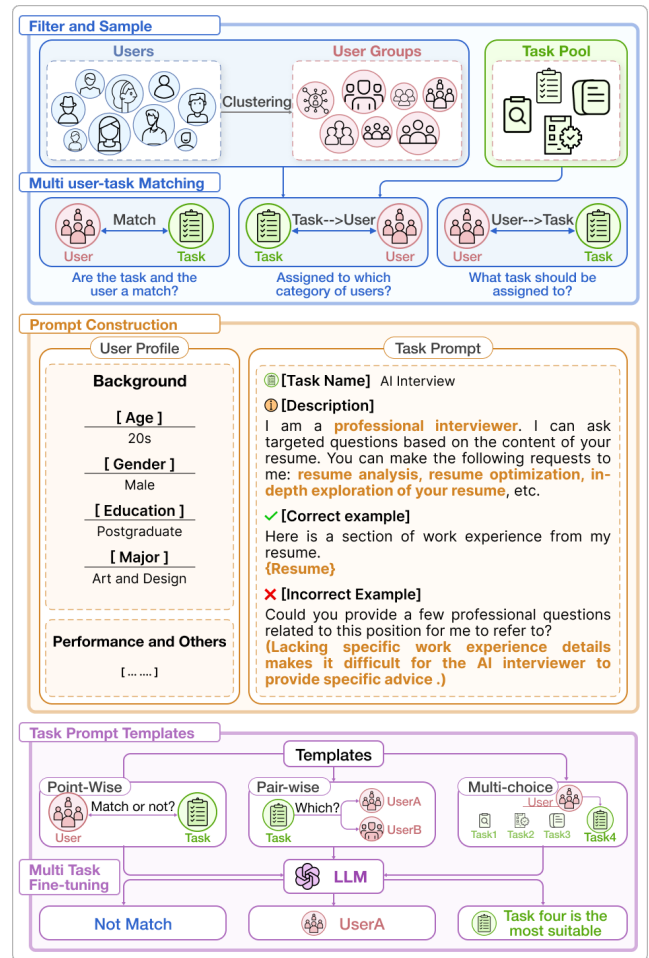 Filter and Sample
Users
User Groups
Task Pool
Clustering
Multi user-task Matching
Match
User
Task
Are the task and the
user a match?
Task-->User
Task
User
Assigned to which
category of users?
User-->Task
User
Task
What task should be
assigned to?
Prompt Construction
User Profile
Background
[ Age ]
20s
[ Gender ]
Male
[ Education ]
Postgraduate
[ Major ]
Art and Design
Performance and Others
[ ... .... ]
Task Prompt
[Task Name] AI Interview
[Description]
I am a professional interviewer. I can ask
targeted questions based on the content of your
resume. You can make the following requests to
me: resume analysis, resume optimization, in-
depth exploration of your resume, etc.
[Correct example]
Here is a section of work experience from my
resume.
{Resume}
[Incorrect Example]
Could you provide a few professional questions
related to this position for me to refer to?
(Lacking specific work experience details
makes it difficult for the AI interviewer to
provide specific advice .)
Task Prompt Templates
Templates
Point-Wise
Match or not?
User
Task
Pair-wise
Which?
Task
UserA
UserB
Multi-choice
User
Task1
Task2
Task3
Task4
Multi Task
Fine-tuning
LLM
Not Match
UserA
Task four is the
most suitable